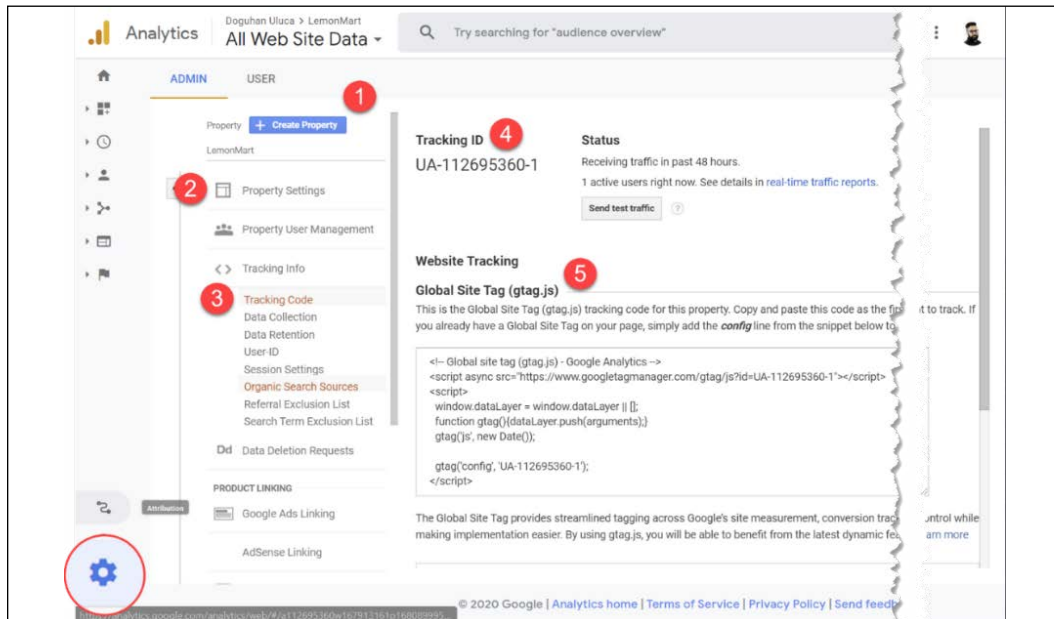 Analytics
Doguhan Uluca > LemonMart
All Web Site Data
Try searching for "audience overview"
ADMIN
USER
1
Property
+ Create Property
LemonMart
2
Property Settings
Property User Management
<> Tracking Info
3
Tracking Code
Data Collection
Data Retention
User-ID
Session Settings
Organic Search Sources
Referral Exclusion List
Search Term Exclusion List
Dd Data Deletion Requests
PRODUCT LINKING
Google Ads Linking
AdSense Linking
Attribution
Tracking ID
4
UA-112695360-1
Status
Receiving traffic in past 48 hours.
1 active users right now. See details in real-time traffic reports.
Send test traffic
?
Website Tracking
5
Global Site Tag (gtag.js)
This is the Global Site Tag (gtag.js) tracking code for this property. Copy and paste this code as the to track. If
you already have a Global Site Tag on your page, simply add the config line from the snippet below to
<!-- Global site tag (gtag.js) - Google Analytics -->
<script async src="https://www.googletagmanager.com/gtag/js?id=UA-112695360-1"></script>
<script>
window.dataLayer = window.dataLayer || [];
function gtag(){dataLayer.push(arguments);}
gtag('js', new Date());
gtag('config', 'UA-112695360-1');
</script>
The Global Site Tag provides streamlined tagging across Google's site measurement, conversion while
making implementation easier. By using gtag.js, you will be able to benefit from the latest dynamic more
© 2020 Google | Analytics home | Terms of Service | Privacy Policy | Send